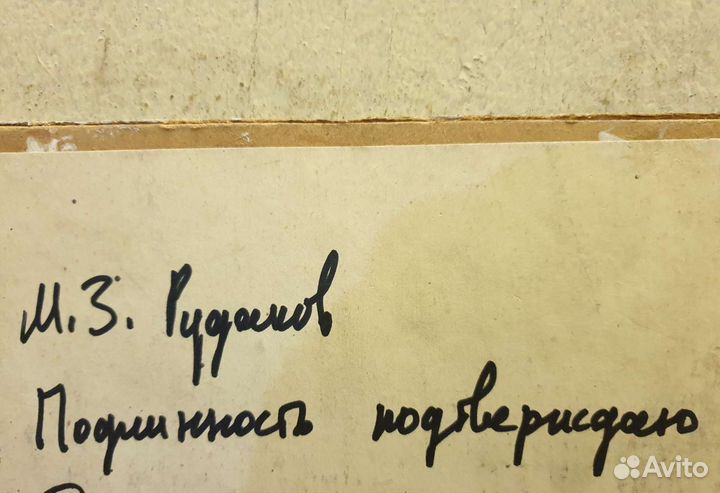 М.З. Рудаков
Подлинность подтверждаю
Avito